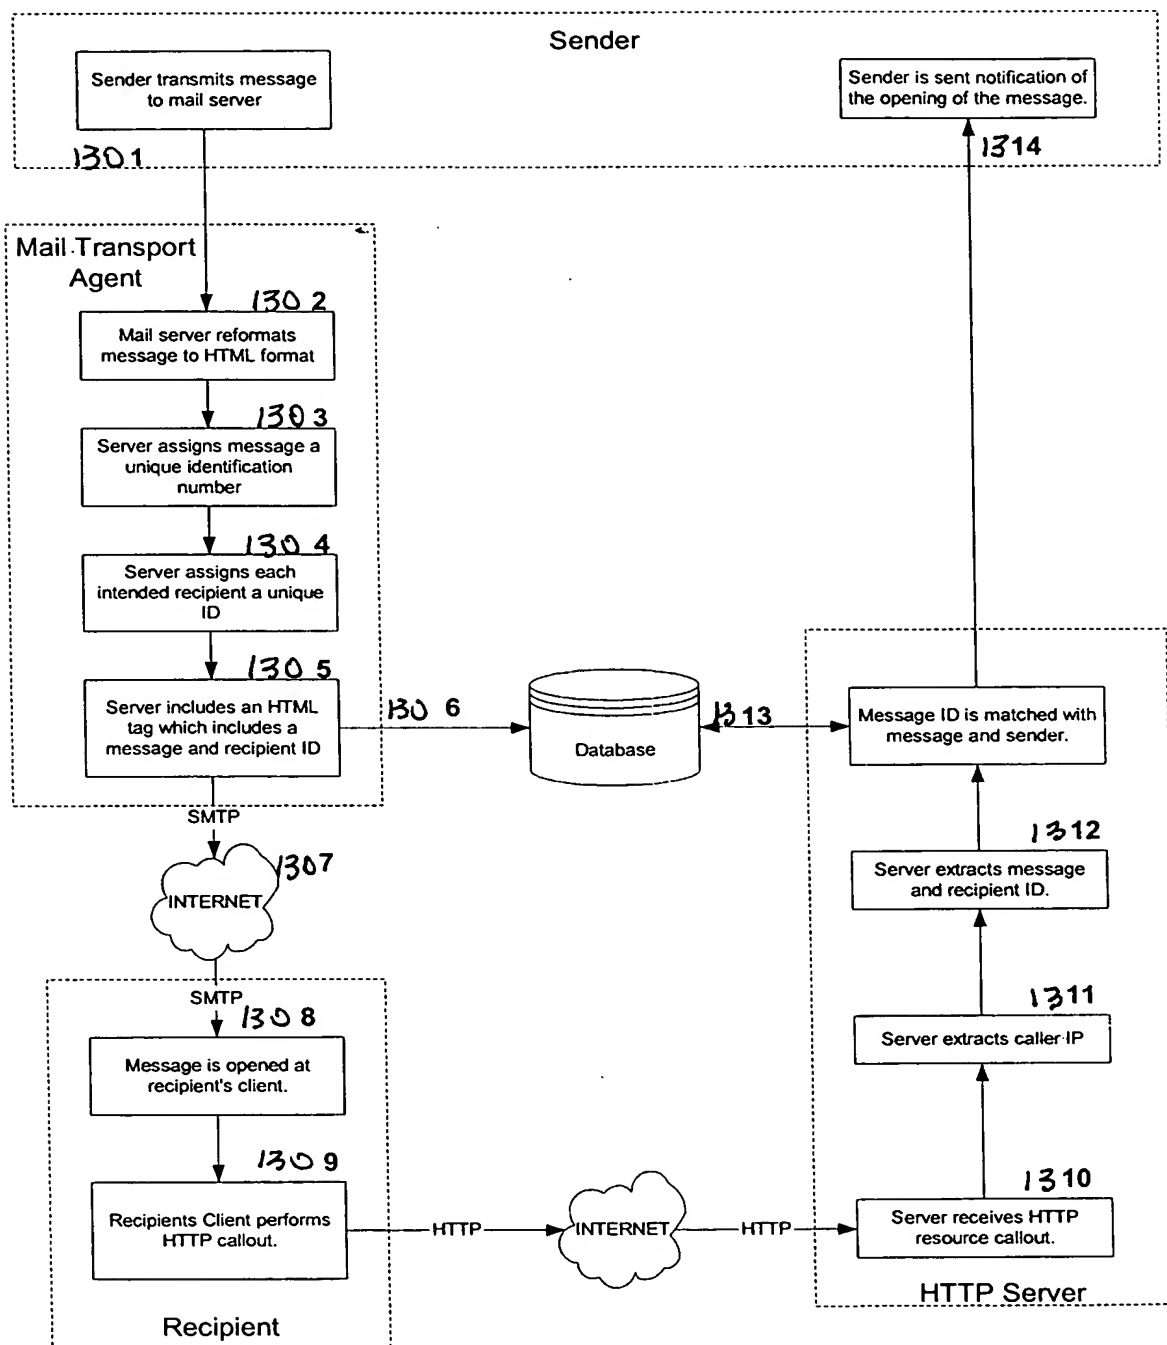 Sender
Sender transmits message
to mail server
1301
Sender is sent notification of
the opening of the message.
1314
Mail Transport
Agent
1302
Mail server reformats
message to HTML format
1303
Server assigns message a
unique identification
number
1304
Server assigns each
intended recipient a unique
ID
1305
Server includes an HTML
tag which includes a
message and recipient ID
1306
Database
1313
Message ID is matched with
message and sender.
SMTP
1307
INTERNET
1312
Server extracts message
and recipient ID.
SMTP
1308
Message is opened at
recipient's client.
1311
Server extracts caller IP
1309
Recipients Client performs
HTTP callout.
HTTP
INTERNET
HTTP
1310
Server receives HTTP
resource callout.
HTTP Server
Recipient